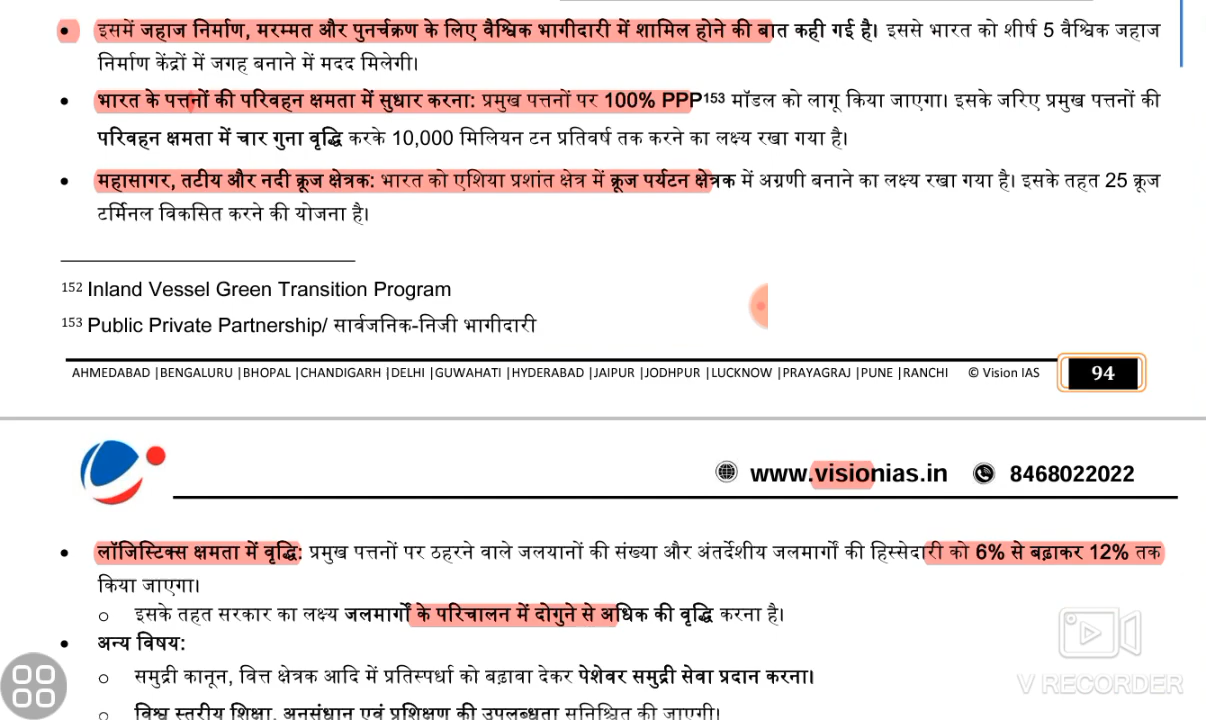 • इसमें जहाज निर्माण, मरम्मत और पुनर्चक्रण के लिए वैश्विक भागीदारी में शामिल होने की बात कही गई है। इससे भारत को शीर्ष 5 वैश्विक जहाज
निर्माण केंद्रों में जगह बनाने में मदद मिलेगी।
• भारत के पत्तनों की परिवहन क्षमता में सुधार करना: प्रमुख पत्तनों पर 100% PPP153 मॉडल को लागू किया जाएगा। इसके जरिए प्रमुख पत्तनों की
परिवहन क्षमता में चार गुना वृद्धि करके 10,000 मिलियन टन प्रतिवर्ष तक करने का लक्ष्य रखा गया है।
• महासागर, तटीय और नदी क्रूज क्षेत्रक: भारत को एशिया प्रशांत क्षेत्र में क्रूज पर्यटन क्षेत्रक में अग्रणी बनाने का लक्ष्य रखा गया है। इसके तहत 25 क्रूज
टर्मिनल विकसित करने की योजना है।
152 Inland Vessel Green Transition Program
153 Public Private Partnership/ सार्वजनिक-निजी भागीदारी
AHMEDABAD |BENGALURU |BHOPAL |CHANDIGARH |DELHI |GUWAHATI |HYDERABAD |JAIPUR |JODHPUR |LUCKNOW |PRAYAGRAJ |PUNE |RANCHI © Vision IAS 94
www.visionias.in 8468022022
• लॉजिस्टिक्स क्षमता में वृद्धि: प्रमुख पत्तनों पर ठहरने वाले जलयानों की संख्या और अंतर्देशीय जलमार्गों की हिस्सेदारी को 6% से बढ़ाकर 12% तक
किया जाएगा।
o इसके तहत सरकार का लक्ष्य जलमार्गों के परिचालन में दोगुने से अधिक की वृद्धि करना है।
• अन्य विषय:
o समुद्री कानून, वित्त क्षेत्रक आदि में प्रतिस्पर्धा को बढ़ावा देकर पेशेवर समुद्री सेवा प्रदान करना।
o विश्व स्तरीय शिक्षा, अनुसंधान एवं प्रशिक्षण की उपलब्धता सुनिश्चित की जाएगी।
V RECORDER